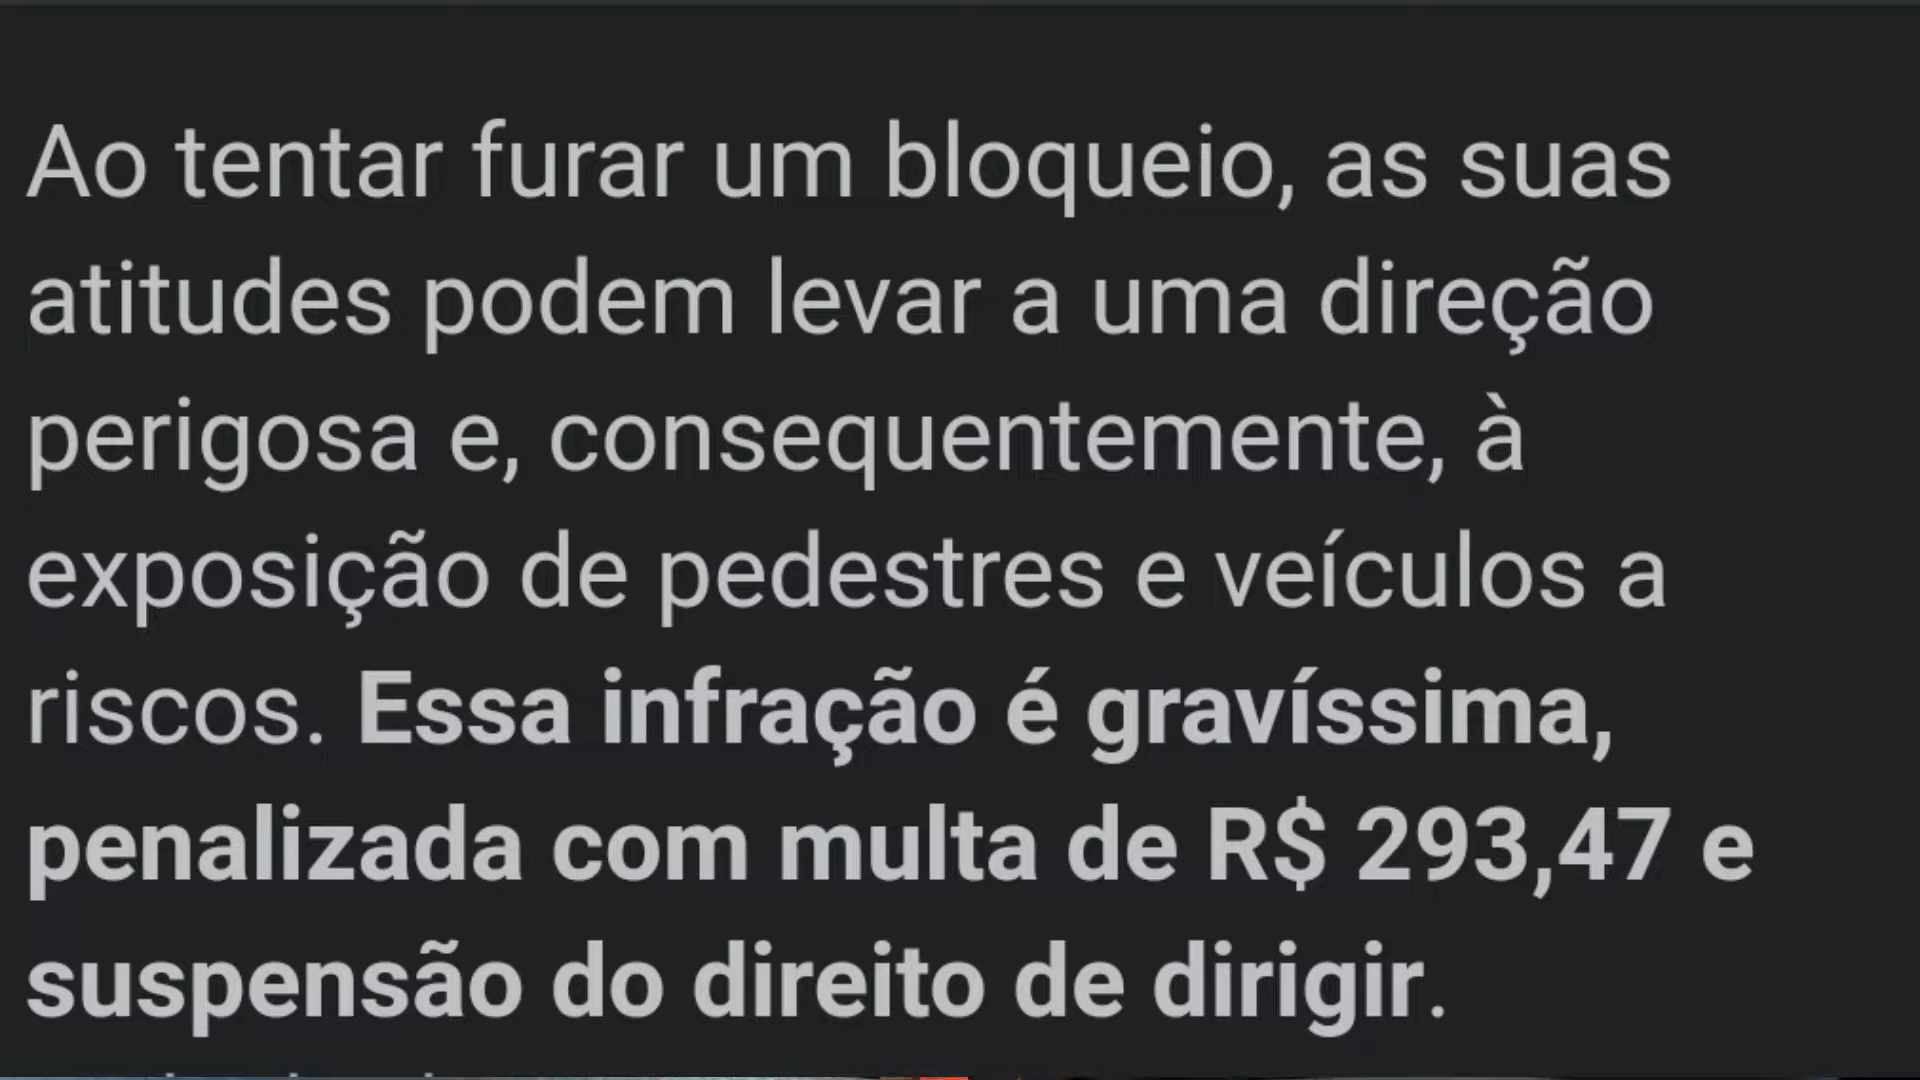 Ao tentar furar um bloqueio, as suas
atitudes podem levar a uma direção
perigosa e, consequentemente, à
exposição de pedestres e veículos a
riscos. Essa infração é gravíssima,
penalizada com multa de R$ 293,47 e
suspensão do direito de dirigir.